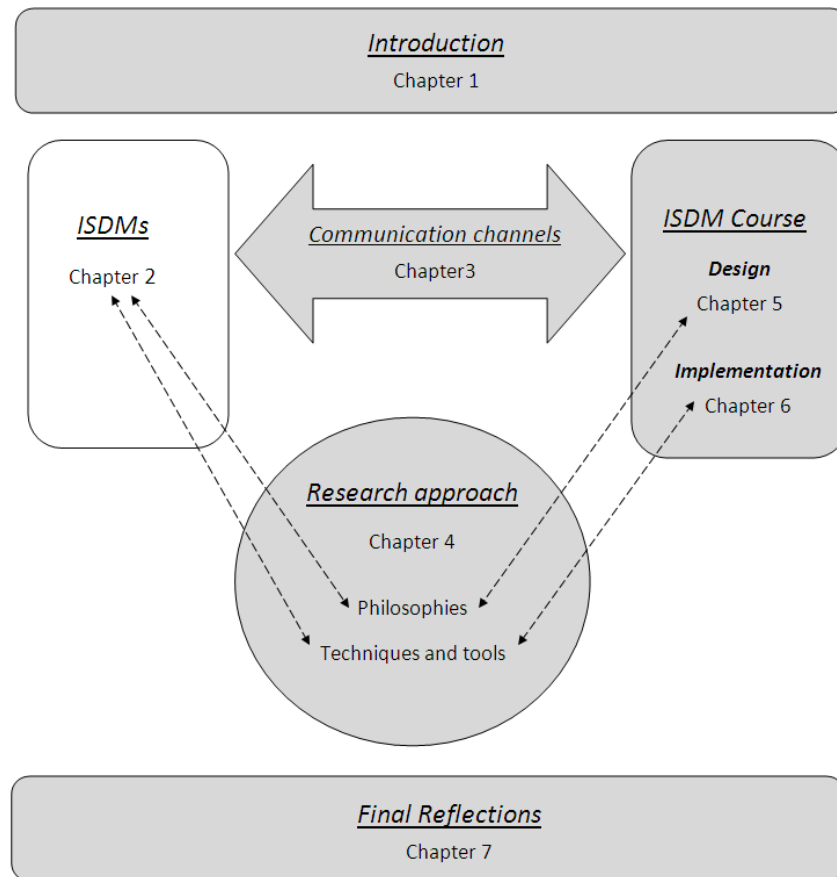 Introduction
Chapter 1
ISDMs
Chapter 2
Communication channels
Chapter3
ISDM Course
Design
Chapter 5
Implementation
Chapter 6
Research approach
Chapter 4
Philosophies
Techniques and tools
Final Reflections
Chapter 7